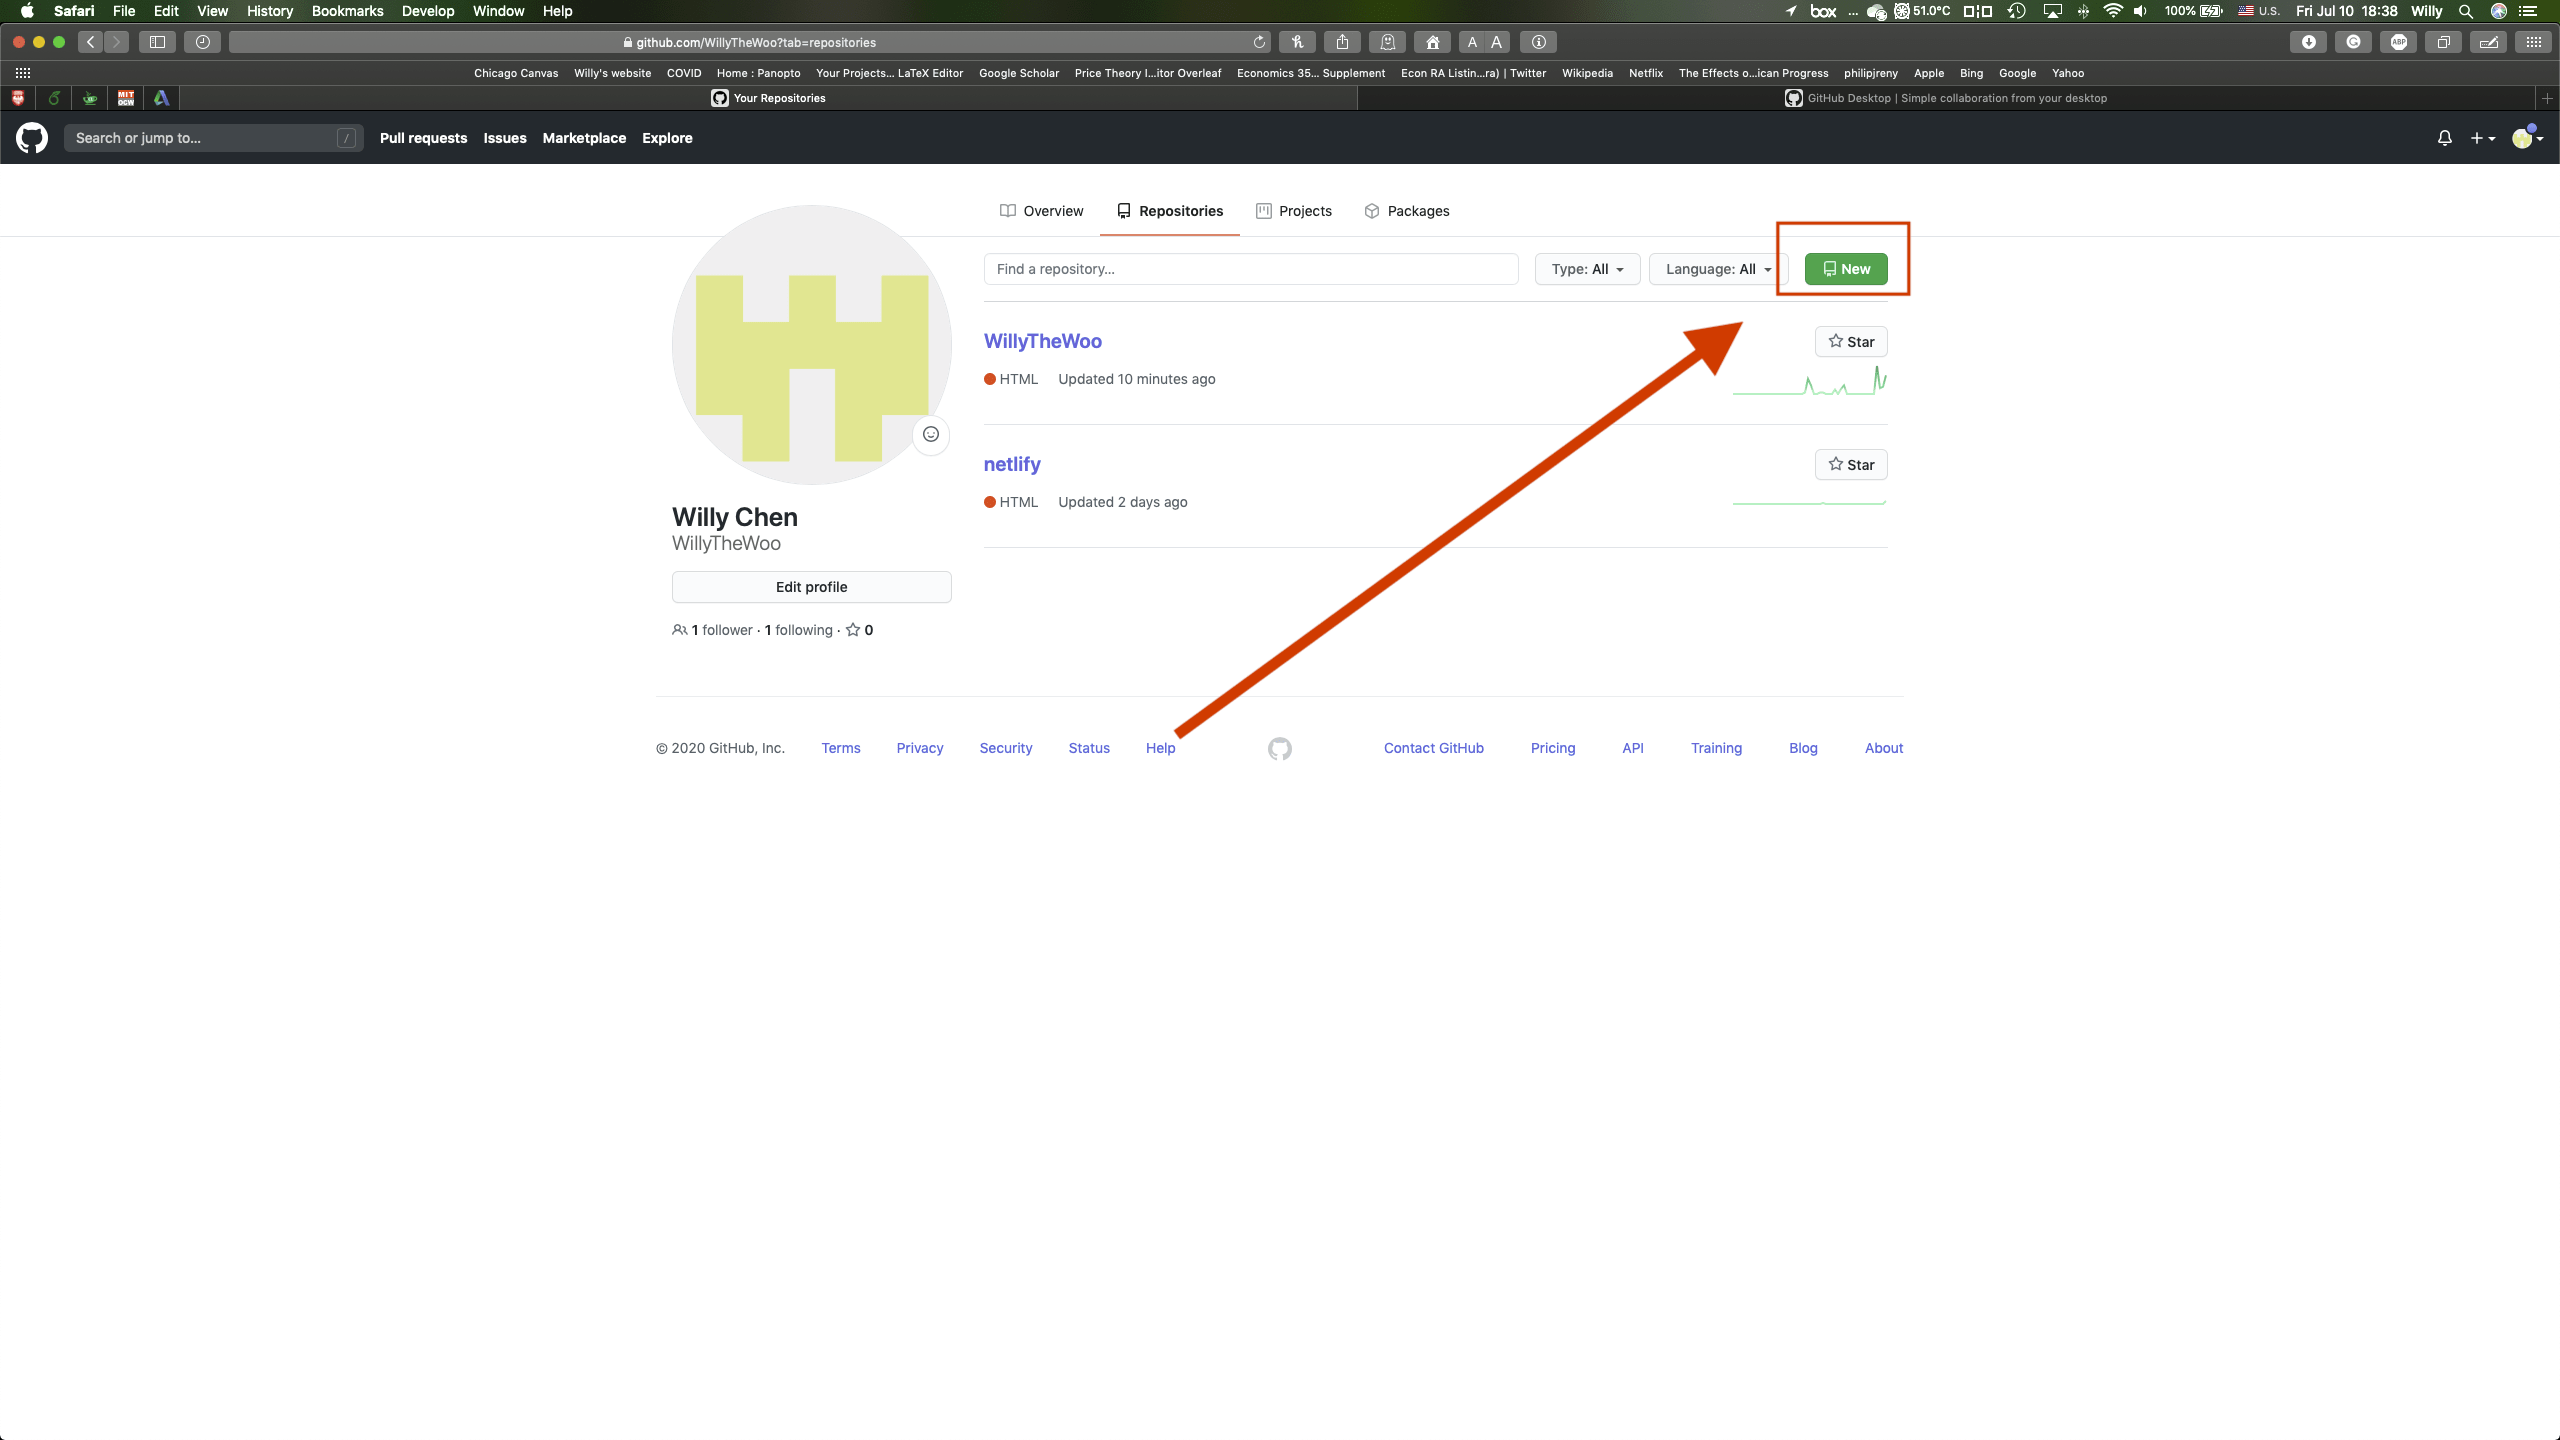 Safari File Edit View History Bookmarks Develop Window Help box ... 51.0°C 100% U.S. Fri Jul 10 18:38 Willy
github.com/WillyTheWoo?tab=repositories A A ABP
Chicago Canvas Willy's website COVID Home : Panopto Your Projects... LaTeX Editor Google Scholar Price Theory I...itor Overleaf Economics 35... Supplement Econ RA Listin...ra) | Twitter Wikipedia Netflix The Effects o...ican Progress philipjreny Apple Bing Google Yahoo
MIT OCW Your Repositories GitHub Desktop | Simple collaboration from your desktop
Search or jump to... / Pull requests Issues Marketplace Explore
Overview Repositories Projects Packages
Find a repository... Type: All Language: All New
WillyTheWoo Star
HTML Updated 10 minutes ago
netlify Star
HTML Updated 2 days ago
Willy Chen
WillyTheWoo
Edit profile
1 follower · 1 following · 0
© 2020 GitHub, Inc. Terms Privacy Security Status Help Contact GitHub Pricing API Training Blog About